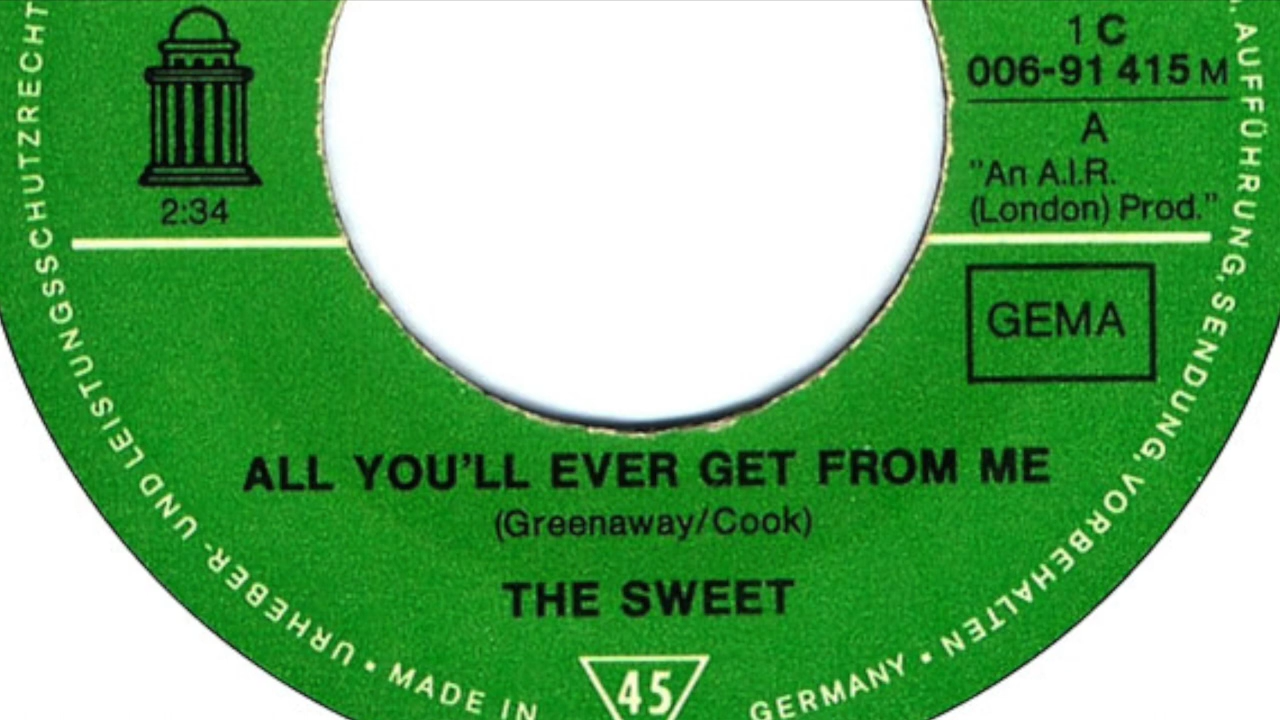 2:34
1 C
006-91 415 M
A
"An A.I.R.
(London) Prod."
GEMA
ALL YOU'LL EVER GET FROM ME
(Greenaway/Cook)
THE SWEET
45
URHEBER- UND LEISTUNGSSCHUTZRECHT
AUFFÜHRUNG, SENDUNG, VORBEHALTEN
• MADE IN GERMANY •